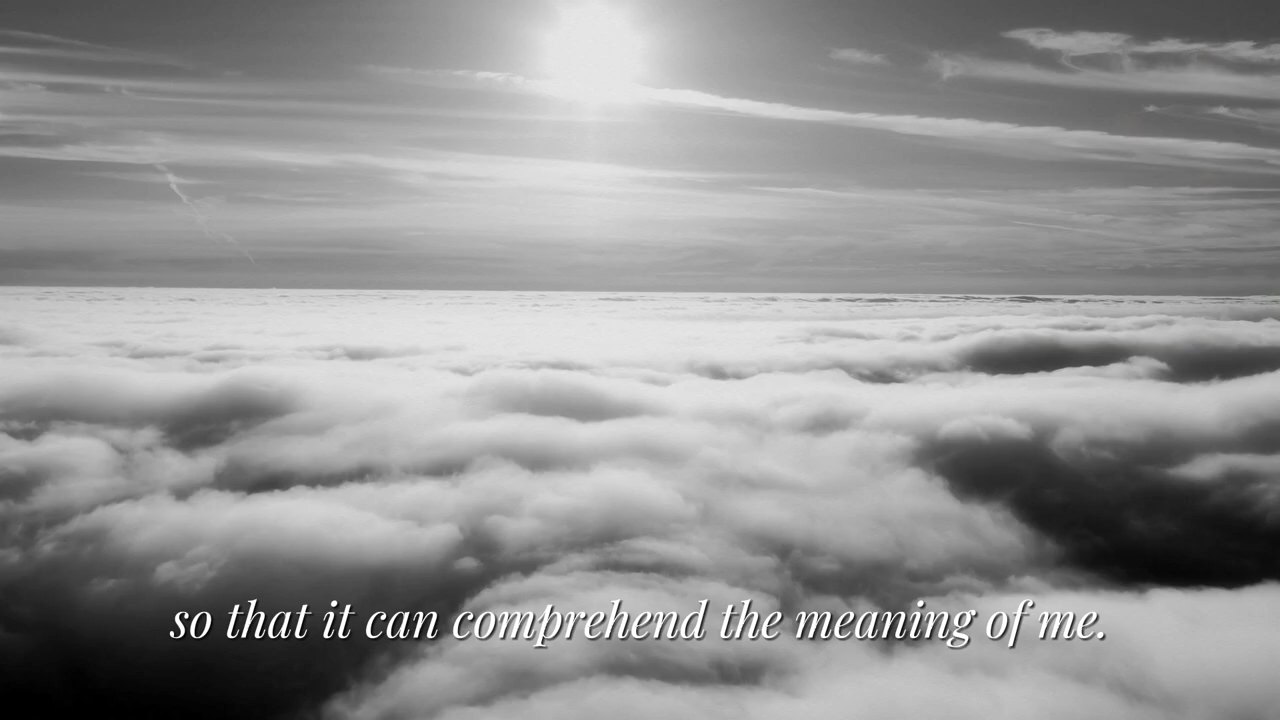 so that it can comprehend the meaning of me.